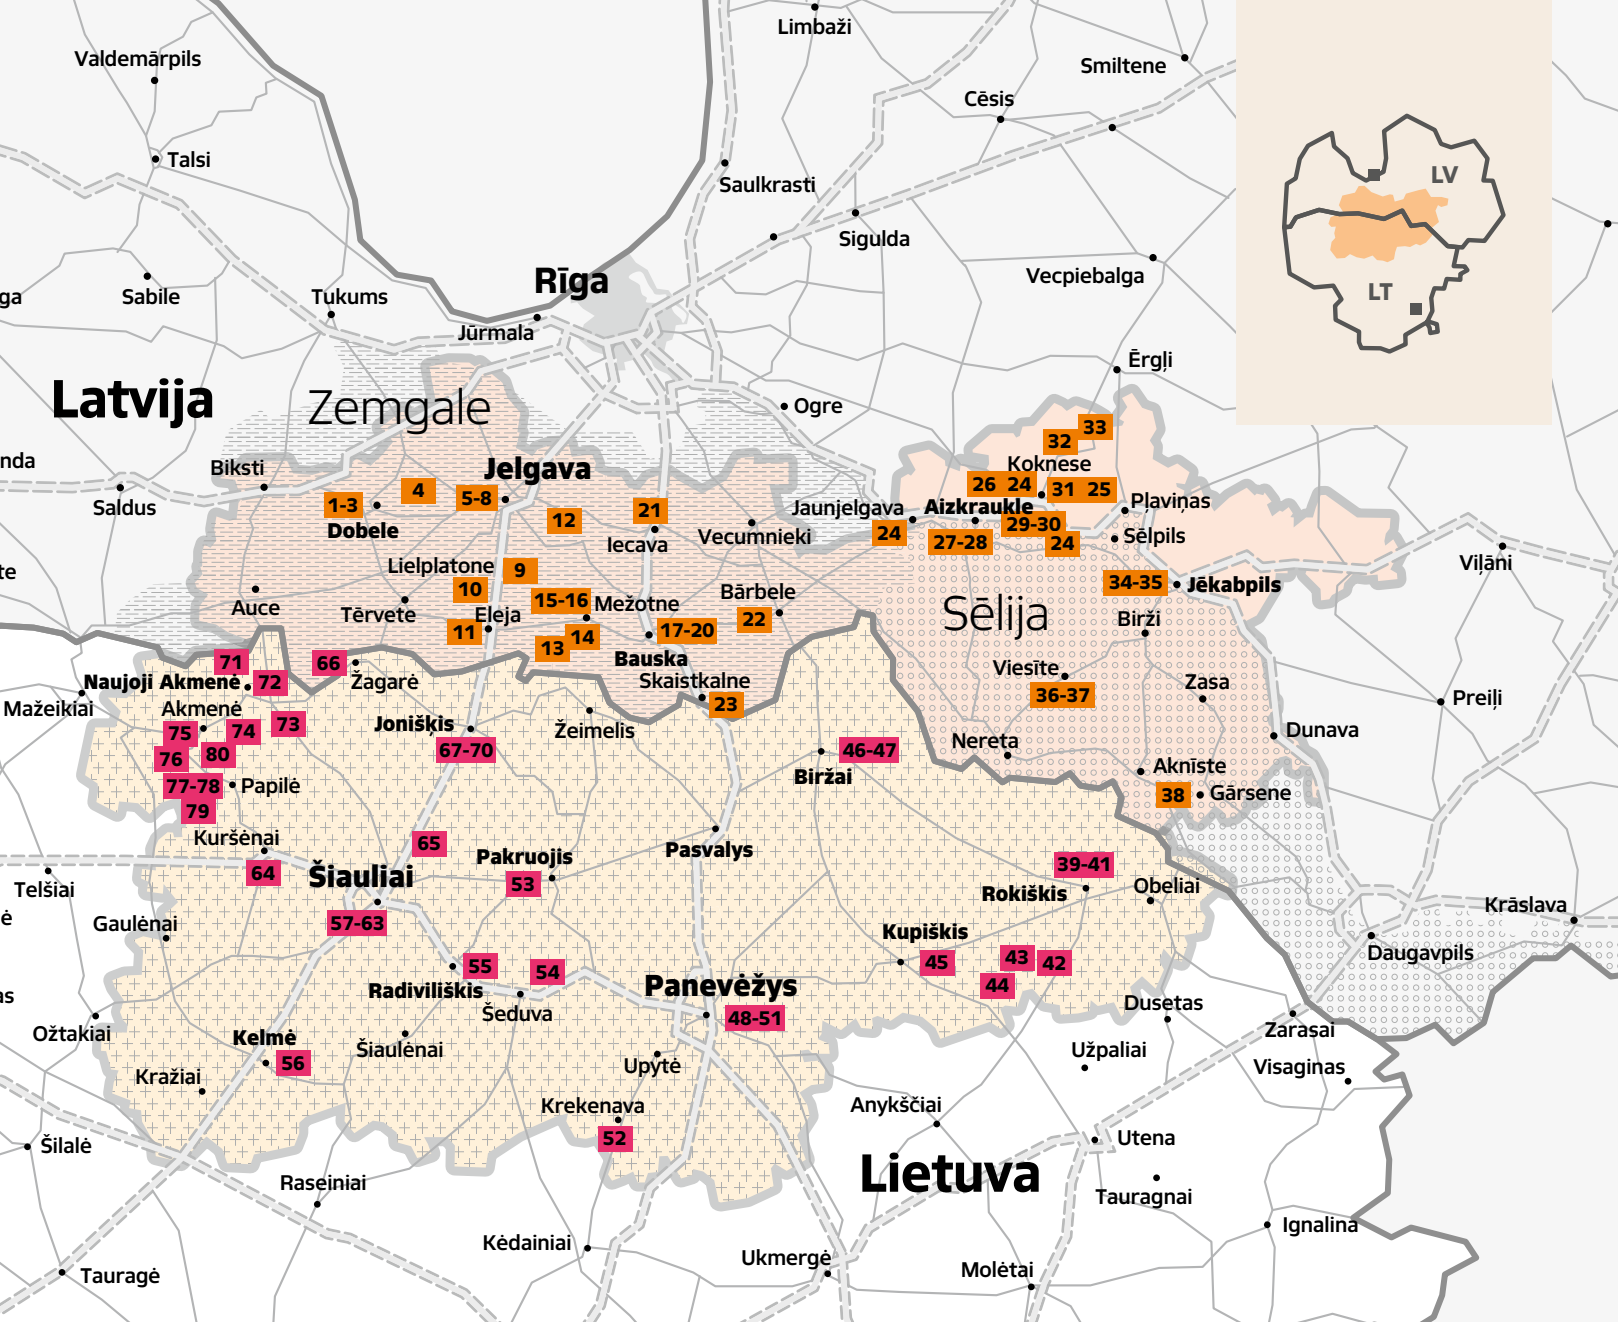 Limbaži
Valdemārpils
Smiltene
Cēsis
Talsi
Saulkrasti
LV
Sigulda
Rīga
Vecpiebalga
Sabile
Tukums
ga
LT
Jūrmala
Ērgļi
Latvija
Zemgale
Ogre
33
32
nda
Biksti
Jelgava
Koknese
26 24
31 25
4
5-8
1-3
Saldus
Dobele
12
21
Iecava
Vecumnieki
Jaunjelgava
Aizkraukle
Pļaviņas
24
29-30
27-28
24
Sēlpils
Viļāni
Lielplatone
9
te
10
34-35
Jēkabpils
Auce
Tērvete
Eleja
15-16
Mežotne
Bārbele
22
Sēlija
Birži
11
13
14
17-20
Bauska
71
66
Naujoji Akmenė
72
Žagarė
Skaistkalne
23
Viesīte
36-37
Zasa
Preiļi
Mažeikiai
Akmenė
75
74
73
Joniškis
67-70
Žeimelis
Nereta
Dunava
76
80
46-47
Biržai
Aknīste
77-78
Papilė
79
38
Gārsene
Kuršėnai
64
65
Pakruojis
53
Pasvalys
39-41
Šiauliai
Rokiškis
Obeliai
Telšiai
ė
Gaulėnai
57-63
Kupiškis
45
43
42
44
Krāslava
Daugavpils
55
54
Radiviliškis
Šeduva
Panevėžys
48-51
as
Ožtakiai
Dusetas
Zarasai
Kelmė
56
Šiaulėnai
Upytė
Užpaliai
Visaginas
Kražiai
Krekenava
52
Anykščiai
Šilalė
Utena
Lietuva
Tauragnai
Raseiniai
Ignalina
Kėdainiai
Ukmergė
Molėtai
Tauragė